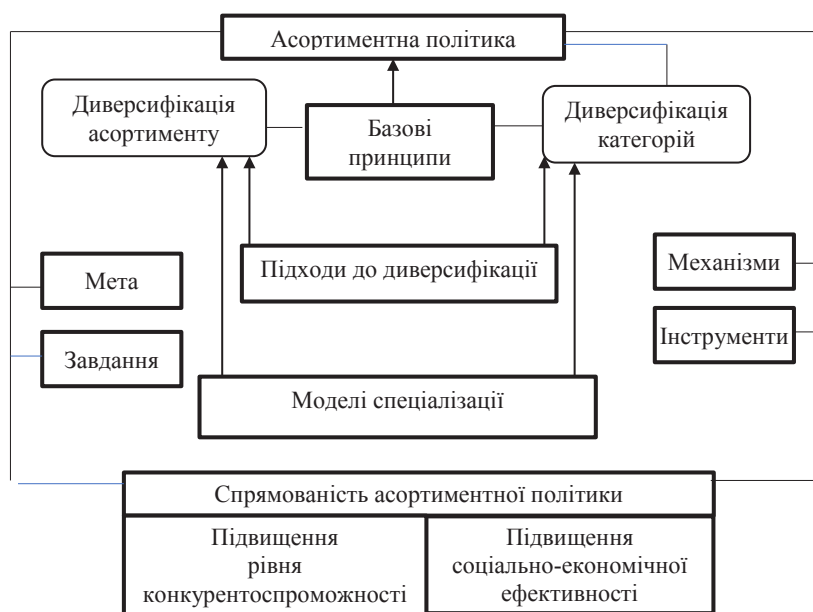 Асортиментна політика
Диверсифікація
асортименту
Базові
принципи
Диверсифікація
категорій
Підходи до диверсифікації
Механізми
Мета
Інструменти
Завдання
Моделі спеціалізації
Спрямованість асортиментної політики
Підвищення
рівня
конкурентоспроможності
Підвищення
соціально-економічної
ефективності